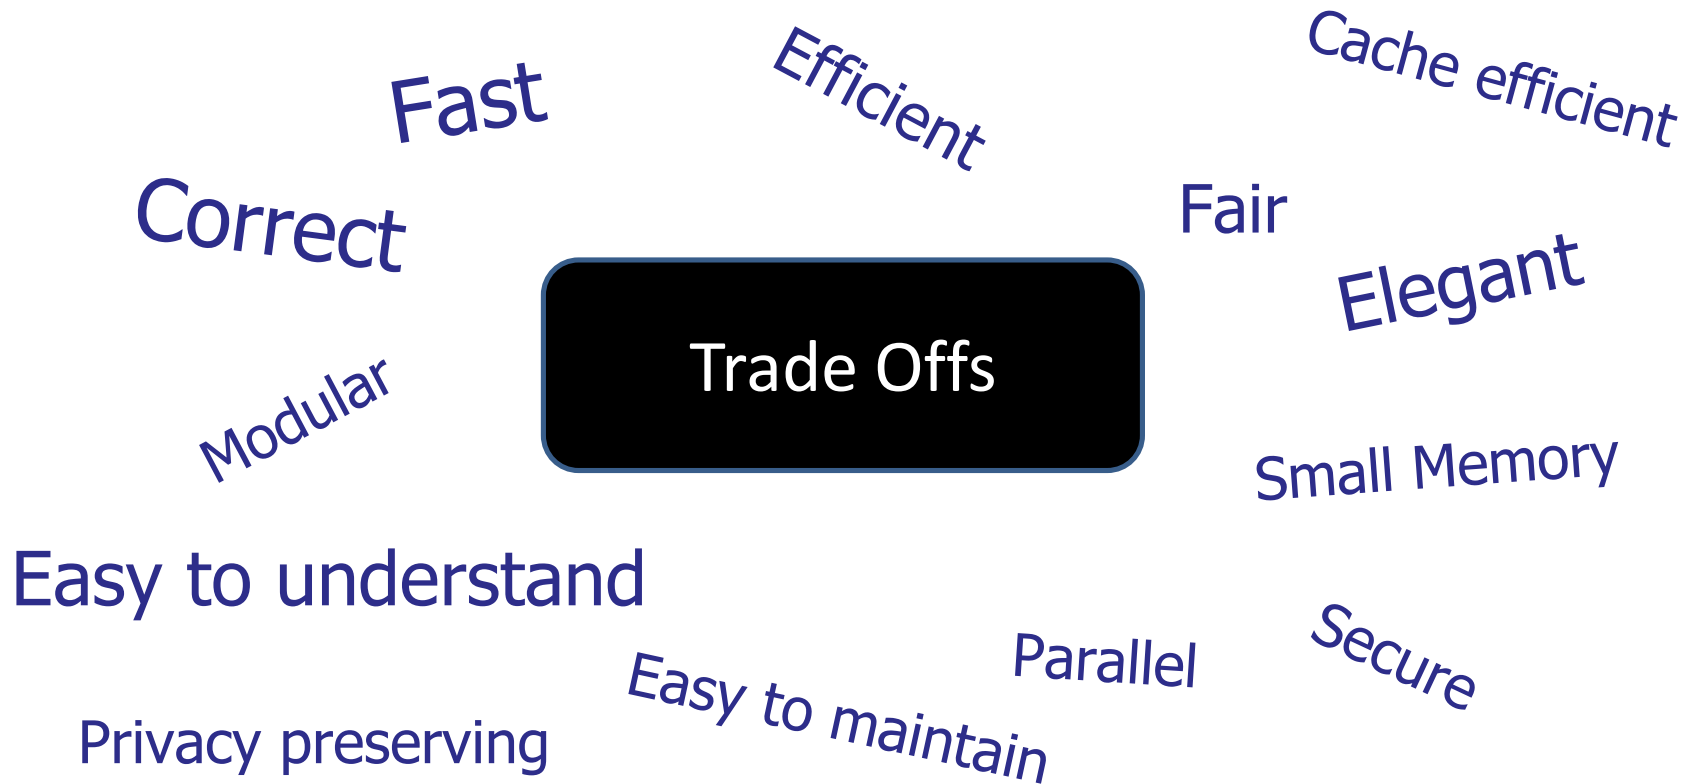 Cache efficient
Efficient
Fast
Fair
Correct
Elegant
Trade Offs
Modular
Small Memory
Easy to understand
Secure
Parallel
Easy to maintain
Privacy preserving